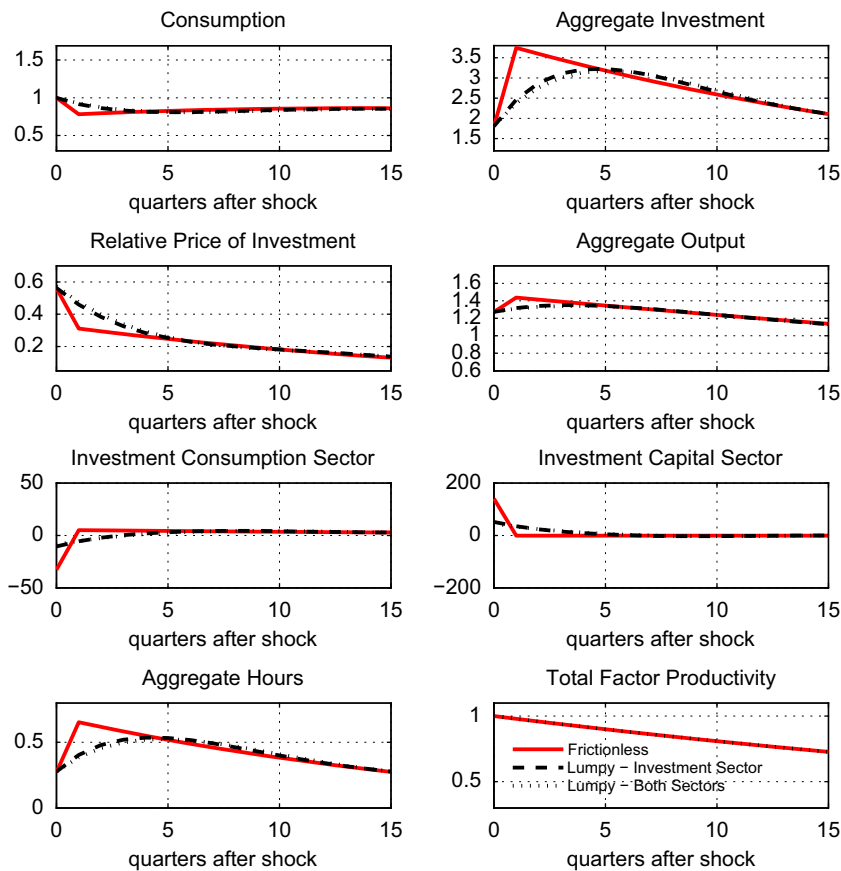 Consumption
1.5
1
0.5
0 5 10 15
quarters after shock
Aggregate Investment
3.5
3
2.5
2
1.5
0 5 10 15
quarters after shock
Relative Price of Investment
0.6
0.4
0.2
0 5 10 15
quarters after shock
Aggregate Output
1.6
1.4
1.2
1
0.8
0.6
0 5 10 15
quarters after shock
Investment Consumption Sector
50
0
−50
0 5 10 15
quarters after shock
Investment Capital Sector
200
0
−200
0 5 10 15
quarters after shock
Aggregate Hours
0.5
0
0 5 10 15
quarters after shock
Total Factor Productivity
1
0.5
Frictionless
Lumpy − Investment Sector
Lumpy − Both Sectors
0 5 10 15
quarters after shock